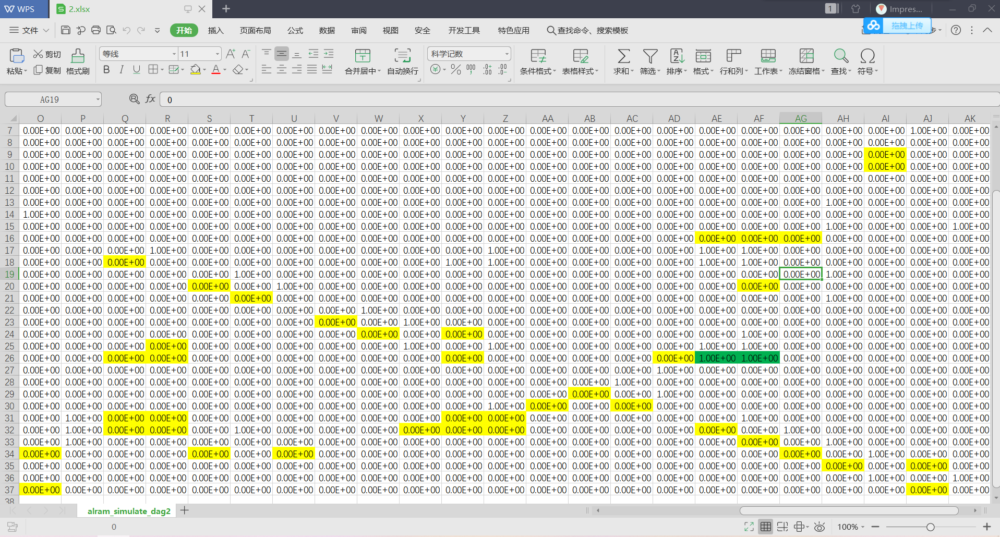 WPS 2.xlsx 1 Impres...
文件 开始 插入 页面布局 公式 数据 审阅 视图 安全 开发工具 特色应用 查找命令、搜索模板 拖拽上传 步
粘贴 剪切 复制 格式刷 等线 11 合并居中 自动换行 科学记数 条件格式 表格样式 求和 筛选 排序 格式 行和列 工作表 冻结窗格 查找 符号
AG19 fx 0
O P Q R S T U V W X Y Z AA AB AC AD AE AF AG AH AI AJ AK
7 0.00E+00 0.00E+00 0.00E+00 0.00E+00 0.00E+00 0.00E+00 0.00E+00 0.00E+00 0.00E+00 0.00E+00 0.00E+00 0.00E+00 0.00E+00 0.00E+00 0.00E+00 0.00E+00 0.00E+00 0.00E+00 0.00E+00 0.00E+00 0.00E+00 1.00E+00 0.00E+00
8 0.00E+00 0.00E+00 0.00E+00 0.00E+00 0.00E+00 0.00E+00 0.00E+00 0.00E+00 0.00E+00 0.00E+00 0.00E+00 0.00E+00 0.00E+00 0.00E+00 0.00E+00 0.00E+00 0.00E+00 0.00E+00 0.00E+00 0.00E+00 0.00E+00 0.00E+00 0.00E+00
9 0.00E+00 0.00E+00 0.00E+00 0.00E+00 0.00E+00 0.00E+00 0.00E+00 0.00E+00 0.00E+00 0.00E+00 0.00E+00 0.00E+00 0.00E+00 0.00E+00 0.00E+00 0.00E+00 0.00E+00 0.00E+00 0.00E+00 0.00E+00 0.00E+00 0.00E+00 0.00E+00
10 0.00E+00 0.00E+00 0.00E+00 0.00E+00 0.00E+00 0.00E+00 0.00E+00 0.00E+00 0.00E+00 0.00E+00 0.00E+00 0.00E+00 0.00E+00 0.00E+00 0.00E+00 0.00E+00 0.00E+00 0.00E+00 0.00E+00 0.00E+00 0.00E+00 0.00E+00 0.00E+00
11 0.00E+00 0.00E+00 0.00E+00 0.00E+00 0.00E+00 0.00E+00 0.00E+00 0.00E+00 0.00E+00 0.00E+00 0.00E+00 0.00E+00 0.00E+00 0.00E+00 0.00E+00 0.00E+00 0.00E+00 0.00E+00 0.00E+00 0.00E+00 0.00E+00 0.00E+00 0.00E+00
12 0.00E+00 0.00E+00 0.00E+00 0.00E+00 0.00E+00 0.00E+00 0.00E+00 0.00E+00 0.00E+00 0.00E+00 0.00E+00 0.00E+00 0.00E+00 0.00E+00 0.00E+00 0.00E+00 0.00E+00 0.00E+00 0.00E+00 0.00E+00 0.00E+00 0.00E+00 0.00E+00
13 0.00E+00 0.00E+00 0.00E+00 0.00E+00 0.00E+00 0.00E+00 0.00E+00 0.00E+00 0.00E+00 0.00E+00 0.00E+00 0.00E+00 0.00E+00 0.00E+00 0.00E+00 0.00E+00 0.00E+00 0.00E+00 0.00E+00 1.00E+00 0.00E+00 0.00E+00 0.00E+00
14 1.00E+00 0.00E+00 0.00E+00 0.00E+00 0.00E+00 0.00E+00 0.00E+00 0.00E+00 0.00E+00 0.00E+00 0.00E+00 0.00E+00 0.00E+00 0.00E+00 0.00E+00 0.00E+00 0.00E+00 0.00E+00 0.00E+00 0.00E+00 0.00E+00 0.00E+00 0.00E+00
15 0.00E+00 0.00E+00 0.00E+00 0.00E+00 0.00E+00 0.00E+00 0.00E+00 0.00E+00 0.00E+00 0.00E+00 0.00E+00 0.00E+00 0.00E+00 0.00E+00 0.00E+00 0.00E+00 0.00E+00 0.00E+00 0.00E+00 1.00E+00 0.00E+00 0.00E+00 1.00E+00
16 0.00E+00 0.00E+00 0.00E+00 0.00E+00 0.00E+00 0.00E+00 0.00E+00 0.00E+00 0.00E+00 0.00E+00 0.00E+00 0.00E+00 0.00E+00 0.00E+00 0.00E+00 0.00E+00 0.00E+00 0.00E+00 0.00E+00 0.00E+00 0.00E+00 0.00E+00 0.00E+00
17 0.00E+00 0.00E+00 0.00E+00 1.00E+00 0.00E+00 0.00E+00 0.00E+00 0.00E+00 0.00E+00 0.00E+00 0.00E+00 1.00E+00 0.00E+00 0.00E+00 0.00E+00 0.00E+00 1.00E+00 1.00E+00 0.00E+00 0.00E+00 0.00E+00 0.00E+00 0.00E+00
18 0.00E+00 0.00E+00 0.00E+00 0.00E+00 0.00E+00 0.00E+00 0.00E+00 0.00E+00 0.00E+00 0.00E+00 1.00E+00 1.00E+00 0.00E+00 0.00E+00 0.00E+00 0.00E+00 1.00E+00 1.00E+00 0.00E+00 0.00E+00 0.00E+00 0.00E+00 0.00E+00
19 0.00E+00 0.00E+00 0.00E+00 0.00E+00 0.00E+00 1.00E+00 0.00E+00 0.00E+00 0.00E+00 0.00E+00 0.00E+00 0.00E+00 0.00E+00 0.00E+00 0.00E+00 0.00E+00 0.00E+00 0.00E+00 0.00E+00 1.00E+00 0.00E+00 0.00E+00 0.00E+00
20 0.00E+00 0.00E+00 0.00E+00 0.00E+00 0.00E+00 0.00E+00 1.00E+00 0.00E+00 0.00E+00 0.00E+00 0.00E+00 0.00E+00 0.00E+00 0.00E+00 0.00E+00 0.00E+00 0.00E+00 0.00E+00 0.00E+00 0.00E+00 0.00E+00 0.00E+00 0.00E+00
21 0.00E+00 0.00E+00 0.00E+00 0.00E+00 0.00E+00 0.00E+00 0.00E+00 0.00E+00 0.00E+00 0.00E+00 0.00E+00 0.00E+00 0.00E+00 0.00E+00 0.00E+00 0.00E+00 0.00E+00 0.00E+00 0.00E+00 1.00E+00 0.00E+00 0.00E+00 0.00E+00
22 0.00E+00 0.00E+00 0.00E+00 0.00E+00 0.00E+00 0.00E+00 0.00E+00 0.00E+00 1.00E+00 0.00E+00 0.00E+00 0.00E+00 0.00E+00 0.00E+00 0.00E+00 0.00E+00 0.00E+00 0.00E+00 0.00E+00 0.00E+00 0.00E+00 0.00E+00 0.00E+00
23 0.00E+00 0.00E+00 0.00E+00 0.00E+00 0.00E+00 0.00E+00 0.00E+00 0.00E+00 0.00E+00 1.00E+00 0.00E+00 0.00E+00 0.00E+00 0.00E+00 0.00E+00 0.00E+00 0.00E+00 0.00E+00 0.00E+00 0.00E+00 0.00E+00 0.00E+00 0.00E+00
24 0.00E+00 0.00E+00 0.00E+00 0.00E+00 0.00E+00 0.00E+00 0.00E+00 0.00E+00 0.00E+00 0.00E+00 0.00E+00 0.00E+00 0.00E+00 0.00E+00 0.00E+00 0.00E+00 0.00E+00 1.00E+00 0.00E+00 0.00E+00 0.00E+00 0.00E+00 0.00E+00
25 0.00E+00 0.00E+00 0.00E+00 0.00E+00 0.00E+00 0.00E+00 0.00E+00 0.00E+00 0.00E+00 1.00E+00 0.00E+00 1.00E+00 0.00E+00 0.00E+00 0.00E+00 0.00E+00 1.00E+00 1.00E+00 0.00E+00 0.00E+00 0.00E+00 0.00E+00 0.00E+00
26 0.00E+00 0.00E+00 0.00E+00 0.00E+00 0.00E+00 0.00E+00 0.00E+00 0.00E+00 0.00E+00 0.00E+00 0.00E+00 0.00E+00 0.00E+00 0.00E+00 0.00E+00 0.00E+00 1.00E+00 1.00E+00 0.00E+00 0.00E+00 0.00E+00 0.00E+00 0.00E+00
27 0.00E+00 0.00E+00 0.00E+00 0.00E+00 0.00E+00 0.00E+00 0.00E+00 0.00E+00 0.00E+00 0.00E+00 0.00E+00 0.00E+00 0.00E+00 0.00E+00 0.00E+00 1.00E+00 0.00E+00 0.00E+00 0.00E+00 0.00E+00 0.00E+00 0.00E+00 0.00E+00
28 0.00E+00 0.00E+00 0.00E+00 0.00E+00 0.00E+00 0.00E+00 0.00E+00 0.00E+00 0.00E+00 0.00E+00 0.00E+00 0.00E+00 0.00E+00 0.00E+00 1.00E+00 0.00E+00 0.00E+00 0.00E+00 0.00E+00 0.00E+00 0.00E+00 0.00E+00 0.00E+00
29 0.00E+00 0.00E+00 0.00E+00 0.00E+00 0.00E+00 0.00E+00 0.00E+00 0.00E+00 0.00E+00 0.00E+00 0.00E+00 0.00E+00 0.00E+00 0.00E+00 0.00E+00 1.00E+00 0.00E+00 0.00E+00 0.00E+00 0.00E+00 0.00E+00 0.00E+00 0.00E+00
30 0.00E+00 0.00E+00 0.00E+00 0.00E+00 0.00E+00 0.00E+00 0.00E+00 0.00E+00 0.00E+00 0.00E+00 0.00E+00 1.00E+00 0.00E+00 0.00E+00 0.00E+00 0.00E+00 0.00E+00 0.00E+00 0.00E+00 0.00E+00 0.00E+00 0.00E+00 0.00E+00
31 0.00E+00 1.00E+00 0.00E+00 0.00E+00 0.00E+00 0.00E+00 0.00E+00 0.00E+00 0.00E+00 0.00E+00 0.00E+00 0.00E+00 0.00E+00 0.00E+00 0.00E+00 0.00E+00 0.00E+00 1.00E+00 0.00E+00 0.00E+00 0.00E+00 0.00E+00 0.00E+00
32 0.00E+00 1.00E+00 0.00E+00 0.00E+00 0.00E+00 1.00E+00 0.00E+00 0.00E+00 0.00E+00 0.00E+00 0.00E+00 0.00E+00 0.00E+00 0.00E+00 0.00E+00 0.00E+00 0.00E+00 0.00E+00 1.00E+00 0.00E+00 0.00E+00 0.00E+00 0.00E+00
33 0.00E+00 1.00E+00 0.00E+00 0.00E+00 0.00E+00 0.00E+00 0.00E+00 0.00E+00 0.00E+00 0.00E+00 0.00E+00 0.00E+00 0.00E+00 0.00E+00 0.00E+00 0.00E+00 0.00E+00 0.00E+00 0.00E+00 1.00E+00 0.00E+00 0.00E+00 0.00E+00
34 0.00E+00 0.00E+00 0.00E+00 0.00E+00 0.00E+00 0.00E+00 0.00E+00 0.00E+00 0.00E+00 0.00E+00 0.00E+00 0.00E+00 0.00E+00 0.00E+00 0.00E+00 0.00E+00 0.00E+00 0.00E+00 0.00E+00 0.00E+00 1.00E+00 0.00E+00 0.00E+00
35 0.00E+00 0.00E+00 0.00E+00 0.00E+00 0.00E+00 0.00E+00 0.00E+00 0.00E+00 0.00E+00 0.00E+00 0.00E+00 0.00E+00 0.00E+00 0.00E+00 0.00E+00 0.00E+00 0.00E+00 0.00E+00 0.00E+00 0.00E+00 0.00E+00 0.00E+00 0.00E+00
36 0.00E+00 0.00E+00 0.00E+00 0.00E+00 0.00E+00 0.00E+00 0.00E+00 0.00E+00 0.00E+00 0.00E+00 0.00E+00 0.00E+00 0.00E+00 0.00E+00 0.00E+00 0.00E+00 0.00E+00 0.00E+00 0.00E+00 0.00E+00 1.00E+00 0.00E+00 1.00E+00
37 0.00E+00 0.00E+00 0.00E+00 0.00E+00 0.00E+00 0.00E+00 0.00E+00 0.00E+00 0.00E+00 0.00E+00 0.00E+00 0.00E+00 0.00E+00 0.00E+00 0.00E+00 0.00E+00 0.00E+00 0.00E+00 0.00E+00 0.00E+00 0.00E+00 0.00E+00 0.00E+00
38
alram_simulate_dag2
0 100%